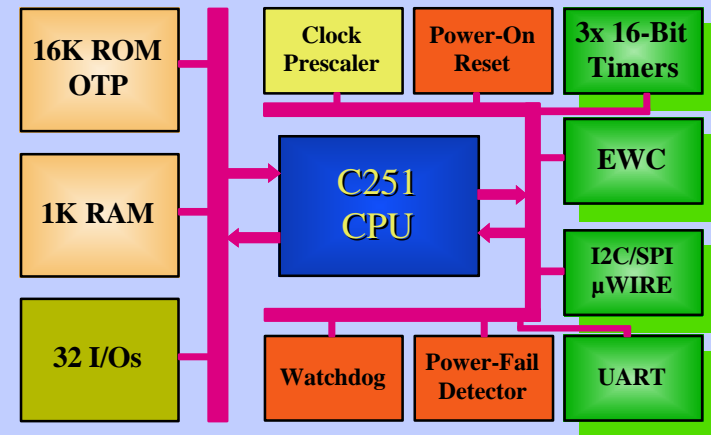 16K ROM
OTP
Clock
Prescaler
Power-On
Reset
3x 16-Bit
Timers
1K RAM
C251
CPU
EWC
I2C/SPI
µWIRE
32 I/Os
Watchdog
Power-Fail
Detector
UART